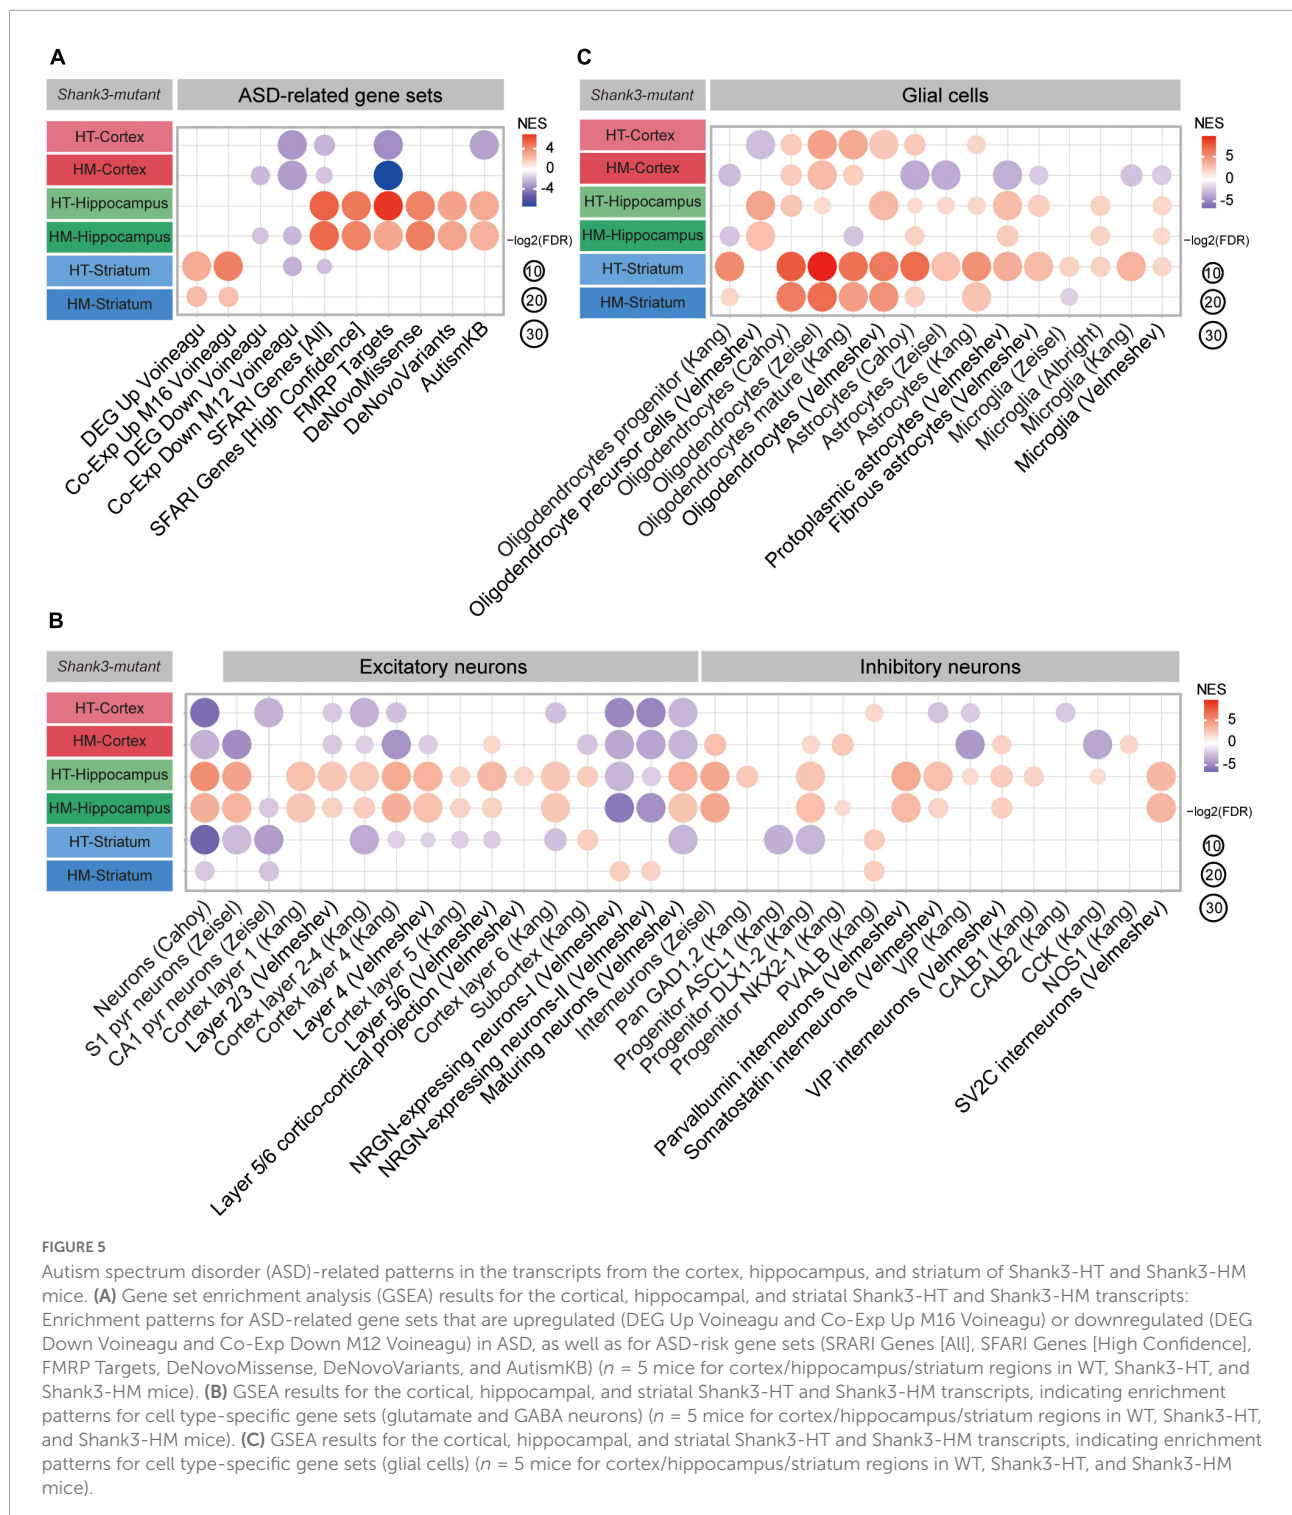 A
Shank3-mutant
ASD-related gene sets
HT-Cortex
HM-Cortex
HT-Hippocampus
HM-Hippocampus
HT-Striatum
HM-Striatum
NES
4
0
-4
−log2(FDR)
10
20
30
DEG Up Voineagu
Co-Exp Up M16 Voineagu
DEG Down Voineagu
Co-Exp Down M12 Voineagu
SFARI Genes [All]
SFARI Genes [High Confidence]
FMRP Targets
DeNovoMissense
DeNovoVariants
AutismKB
C
Shank3-mutant
Glial cells
HT-Cortex
HM-Cortex
HT-Hippocampus
HM-Hippocampus
HT-Striatum
HM-Striatum
NES
5
0
-5
−log2(FDR)
10
20
30
Oligodendrocytes progenitor (Kang)
Oligodendrocyte precursor cells (Velmeshev)
Oligodendrocytes (Cahoy)
Oligodendrocytes (Zeisel)
Oligodendrocytes mature (Kang)
Oligodendrocytes (Velmeshev)
Astrocytes (Cahoy)
Astrocytes (Zeisel)
Astrocytes (Kang)
Protoplasmic astrocytes (Velmeshev)
Fibrous astrocytes (Velmeshev)
Microglia (Zeisel)
Microglia (Albright)
Microglia (Kang)
Microglia (Velmeshev)
B
Shank3-mutant
Excitatory neurons
Inhibitory neurons
HT-Cortex
HM-Cortex
HT-Hippocampus
HM-Hippocampus
HT-Striatum
HM-Striatum
NES
5
0
-5
−log2(FDR)
10
20
30
Neurons (Cahoy)
S1 pyr neurons (Zeisel)
CA1 pyr neurons (Zeisel)
Cortex layer 1 (Kang)
Layer 2/3 (Velmeshev)
Cortex layer 2-4 (Kang)
Cortex layer 4 (Kang)
Layer 4 (Velmeshev)
Cortex layer 5 (Kang)
Layer 5/6 (Velmeshev)
Layer 5/6 cortico-cortical projection (Velmeshev)
Cortex layer 6 (Kang)
Subcortex (Kang)
NRGN-expressing neurons-I (Velmeshev)
NRGN-expressing neurons-II (Velmeshev)
Maturing neurons (Velmeshev)
Interneurons (Zeisel)
Pan GAD1,2 (Kang)
Progenitor ASCL1 (Kang)
Progenitor DLX1-2 (Kang)
Progenitor NKX2-1 (Kang)
PVALB (Kang)
Parvalbumin interneurons (Velmeshev)
Somatostatin interneurons (Velmeshev)
VIP (Kang)
VIP interneurons (Velmeshev)
CALB1 (Kang)
CALB2 (Kang)
CCK (Kang)
NOS1 (Kang)
SV2C interneurons (Velmeshev)
FIGURE 5
Autism spectrum disorder (ASD)-related patterns in the transcripts from the cortex, hippocampus, and striatum of Shank3-HT and Shank3-HM
mice. (A) Gene set enrichment analysis (GSEA) results for the cortical, hippocampal, and striatal Shank3-HT and Shank3-HM transcripts:
Enrichment patterns for ASD-related gene sets that are upregulated (DEG Up Voineagu and Co-Exp Up M16 Voineagu) or downregulated (DEG
Down Voineagu and Co-Exp Down M12 Voineagu) in ASD, as well as for ASD-risk gene sets (SRARI Genes [All], SFARI Genes [High Confidence],
FMRP Targets, DeNovoMissense, DeNovoVariants, and AutismKB) (n = 5 mice for cortex/hippocampus/striatum regions in WT, Shank3-HT, and
Shank3-HM mice). (B) GSEA results for the cortical, hippocampal, and striatal Shank3-HT and Shank3-HM transcripts, indicating enrichment
patterns for cell type-specific gene sets (glutamate and GABA neurons) (n = 5 mice for cortex/hippocampus/striatum regions in WT, Shank3-HT,
and Shank3-HM mice). (C) GSEA results for the cortical, hippocampal, and striatal Shank3-HT and Shank3-HM transcripts, indicating enrichment
patterns for cell type-specific gene sets (glial cells) (n = 5 mice for cortex/hippocampus/striatum regions in WT, Shank3-HT, and Shank3-HM
mice).